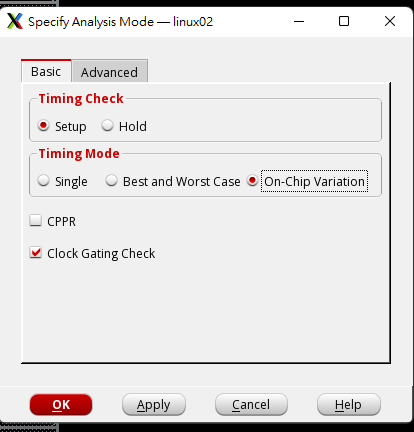 Specify Analysis Mode — linux02
Basic Advanced
Timing Check
Setup Hold
Timing Mode
Single Best and Worst Case On-Chip Variation
CPPR
Clock Gating Check
OK Apply Cancel Help